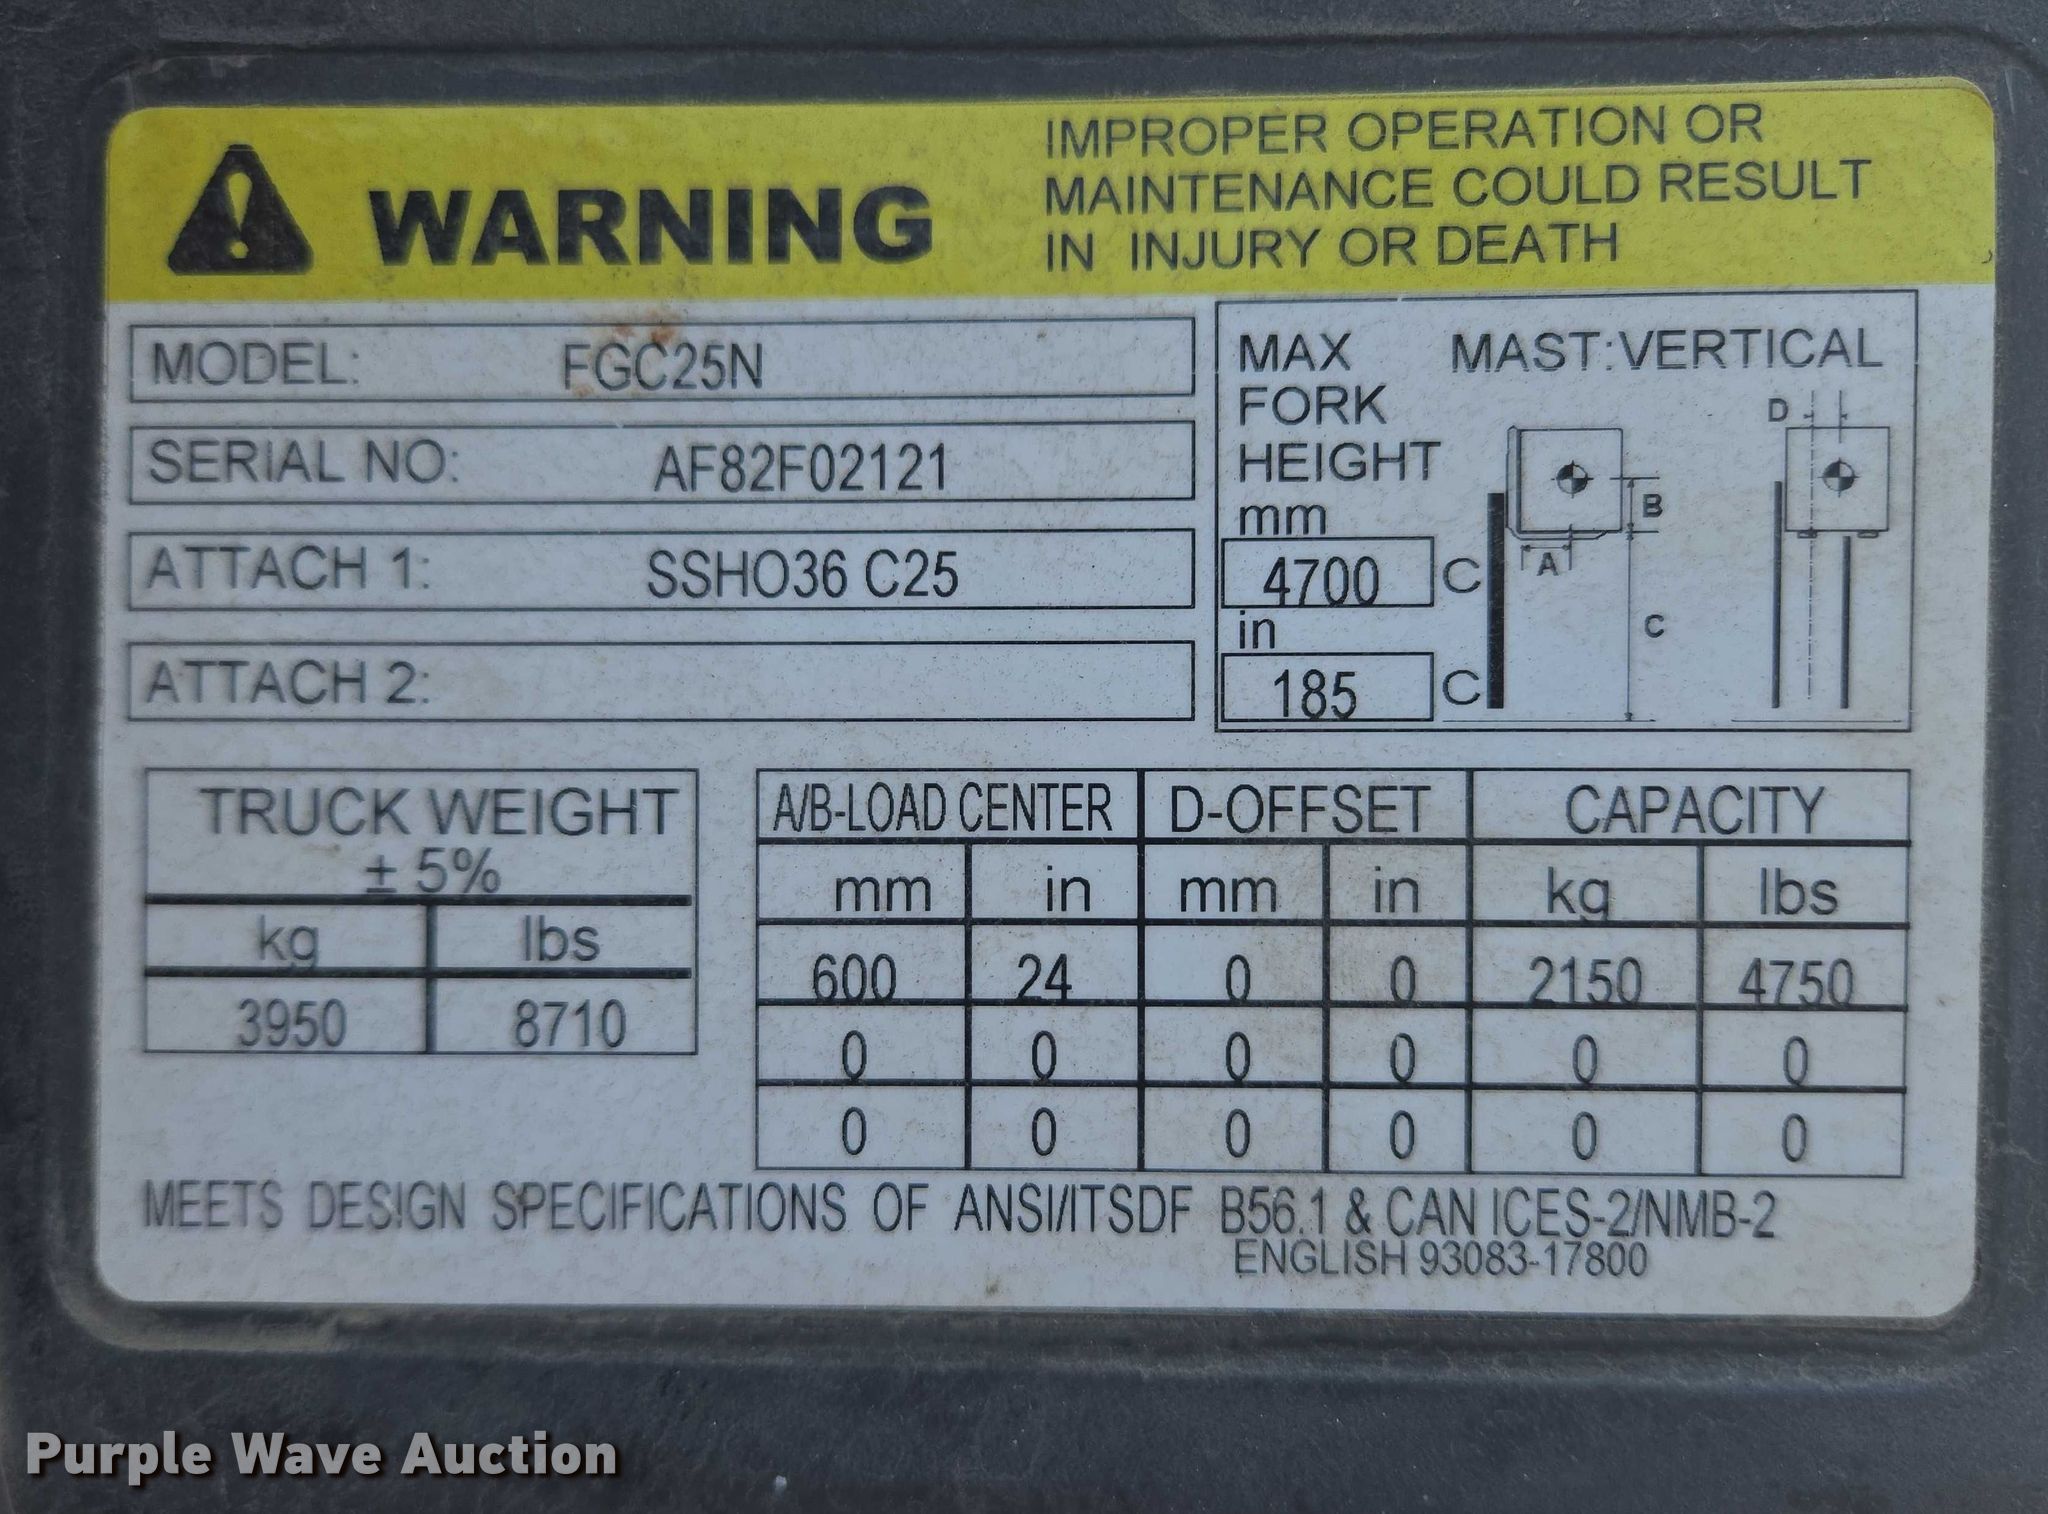 WARNING
IMPROPER OPERATION OR
MAINTENANCE COULD RESULT
IN INJURY OR DEATH
MODEL: FGC25N
SERIAL NO: AF82F02121
ATTACH 1: SSHO36 C25
ATTACH 2:
MAX
FORK
HEIGHT
mm
4700 C
in
185 C
MAST:VERTICAL
D
B
A
C
TRUCK WEIGHT
± 5%
kg lbs
3950 8710
A/B-LOAD CENTER D-OFFSET CAPACITY
mm in mm in kg lbs
600 24 0 0 2150 4750
0 0 0 0 0 0
0 0 0 0 0 0
MEETS DESIGN SPECIFICATIONS OF ANSI/ITSDF B56.1 & CAN ICES-2/NMB-2
ENGLISH 93083-17800
Purple Wave Auction